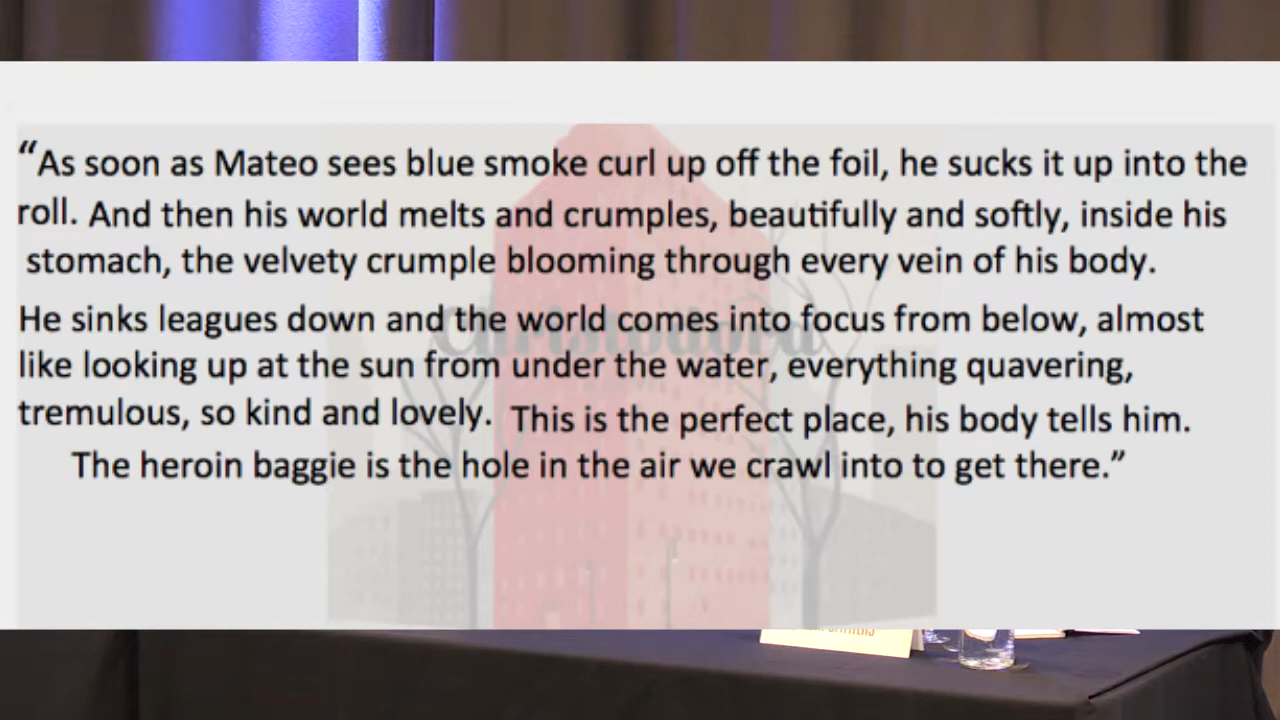 “As soon as Mateo sees blue smoke curl up off the foil, he sucks it up into the
roll. And then his world melts and crumples, beautifully and softly, inside his
stomach, the velvety crumple blooming through every vein of his body.
He sinks leagues down and the world comes into focus from below, almost
Christodora
like looking up at the sun from under the water, everything quavering,
tremulous, so kind and lovely. This is the perfect place, his body tells him.
The heroin baggie is the hole in the air we crawl into to get there.”